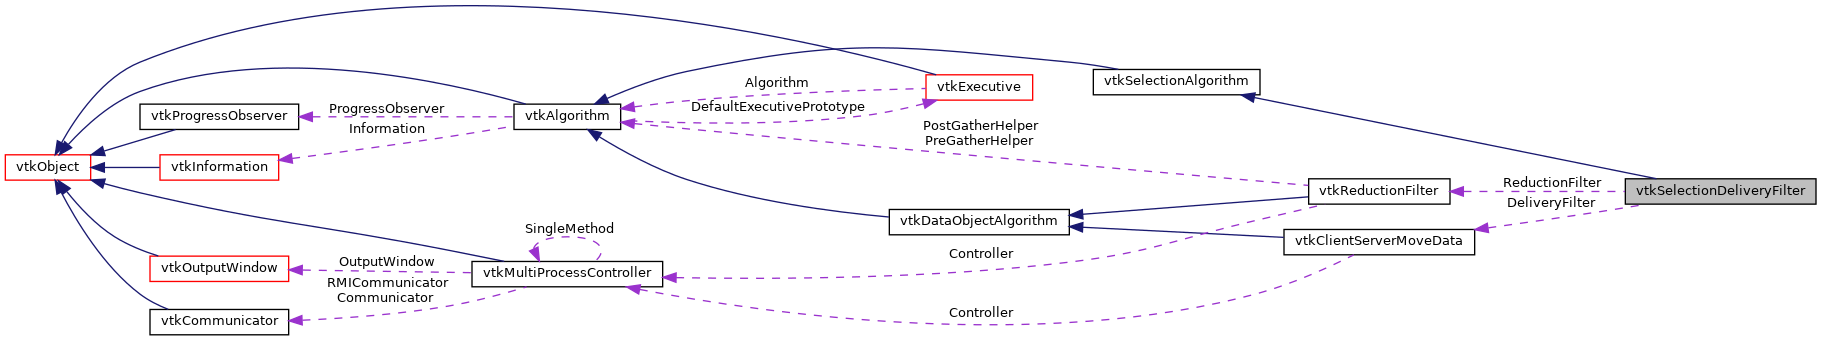 vtkSelectionAlgorithm
vtkExecutive
Algorithm
DefaultExecutivePrototype
vtkProgressObserver
ProgressObserver
vtkAlgorithm
Information
PostGatherHelper
PreGatherHelper
vtkObject
vtkInformation
vtkReductionFilter
ReductionFilter
vtkSelectionDeliveryFilter
DeliveryFilter
vtkDataObjectAlgorithm
SingleMethod
vtkClientServerMoveData
Controller
vtkOutputWindow
OutputWindow
vtkMultiProcessController
RMICommunicator
Communicator
vtkCommunicator
Controller